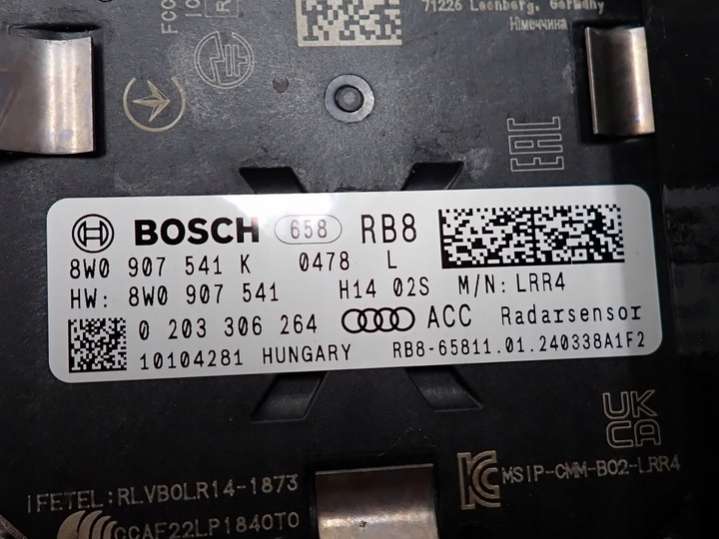 FCC
71226 Leonberg, Germany
Німеччина
EAC
BOSCH 658 RB8
8W0 907 541 K 0478 L
HW: 8W0 907 541 H14 02S M/N: LRR4
0 203 306 264 ACC Radarsensor
10104281 HUNGARY RB8-65811.01.240338A1F2
UK
CA
MSIP-CMM-B02-LRR4
IFETEL:RLVBOLR14-1873
CCAF22LP1840T0